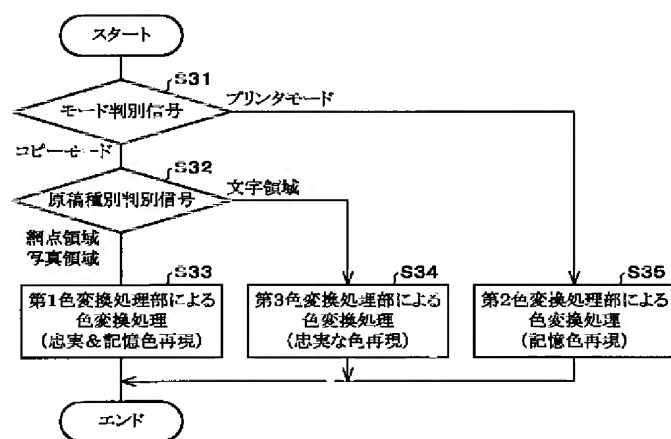 スタート
S31
モード判別信号
プリンタモード
コピーモード
S32
原稿種別判別信号
文字領域
網点領域
写真領域
S33
第1色変換処理部による
色変換処理
(忠実&記憶色再現)
S34
第3色変換処理部による
色変換処理
(忠実な色再現)
S35
第2色変換処理部による
色変換処理
(記憶色再現)
エンド